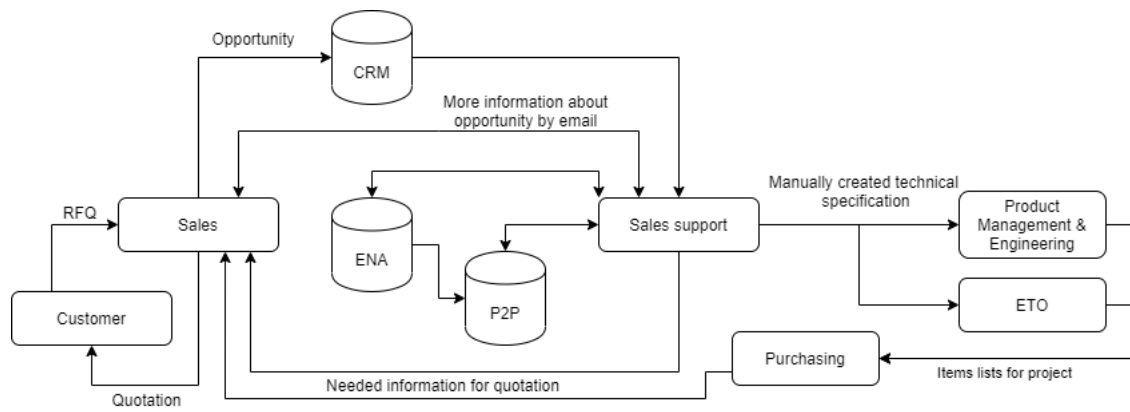 Opportunity
CRM
More information about
opportunity by email
Manually created technical
specification
RFQ
Sales
ENA
P2P
Sales support
Product
Management &
Engineering
ETO
Customer
Purchasing
Quotation
Needed information for quotation
Items lists for project